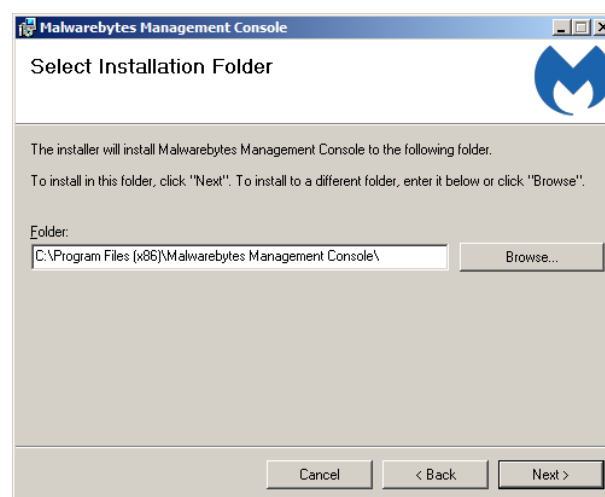 Malwarebytes Management Console
Select Installation Folder
The installer will install Malwarebytes Management Console to the following folder.
To install in this folder, click "Next". To install to a different folder, enter it below or click "Browse".
Folder:
C:\Program Files (x86)\Malwarebytes Management Console\
Browse...
Cancel
< Back
Next >